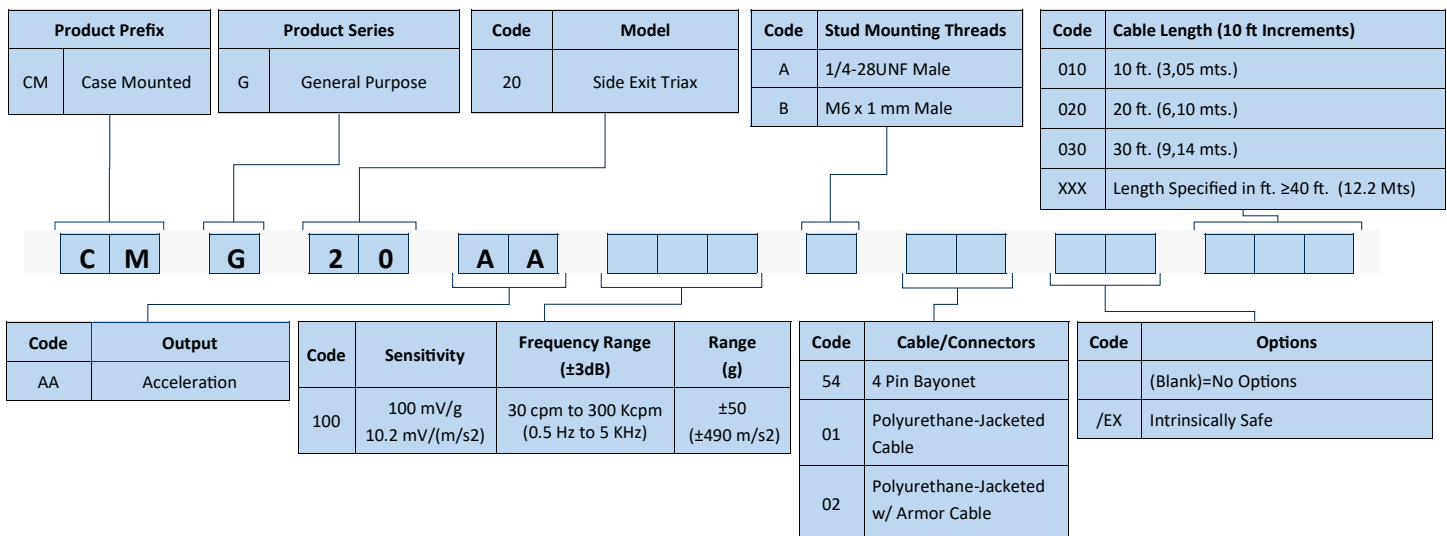 Product Prefix
CM Case Mounted
Product Series
G General Purpose
Code Model
20 Side Exit Triax
Code Stud Mounting Threads
A 1/4-28UNF Male
B M6 x 1 mm Male
Code Cable Length (10 ft Increments)
010 10 ft. (3,05 mts.)
020 20 ft. (6,10 mts.)
030 30 ft. (9,14 mts.)
XXX Length Specified in ft. ≥40 ft. (12.2 Mts)
C M G 2 0 A A
Code Output
AA Acceleration
Code Sensitivity Frequency Range (±3dB) Range (g)
100 100 mV/g 10.2 mV/(m/s2) 30 cpm to 300 Kcpm (0.5 Hz to 5 KHz) ±50 (±490 m/s2)
Code Cable/Connectors
54 4 Pin Bayonet
01 Polyurethane-Jacketed Cable
02 Polyurethane-Jacketed w/ Armor Cable
Code Options
(Blank)=No Options
/EX Intrinsically Safe